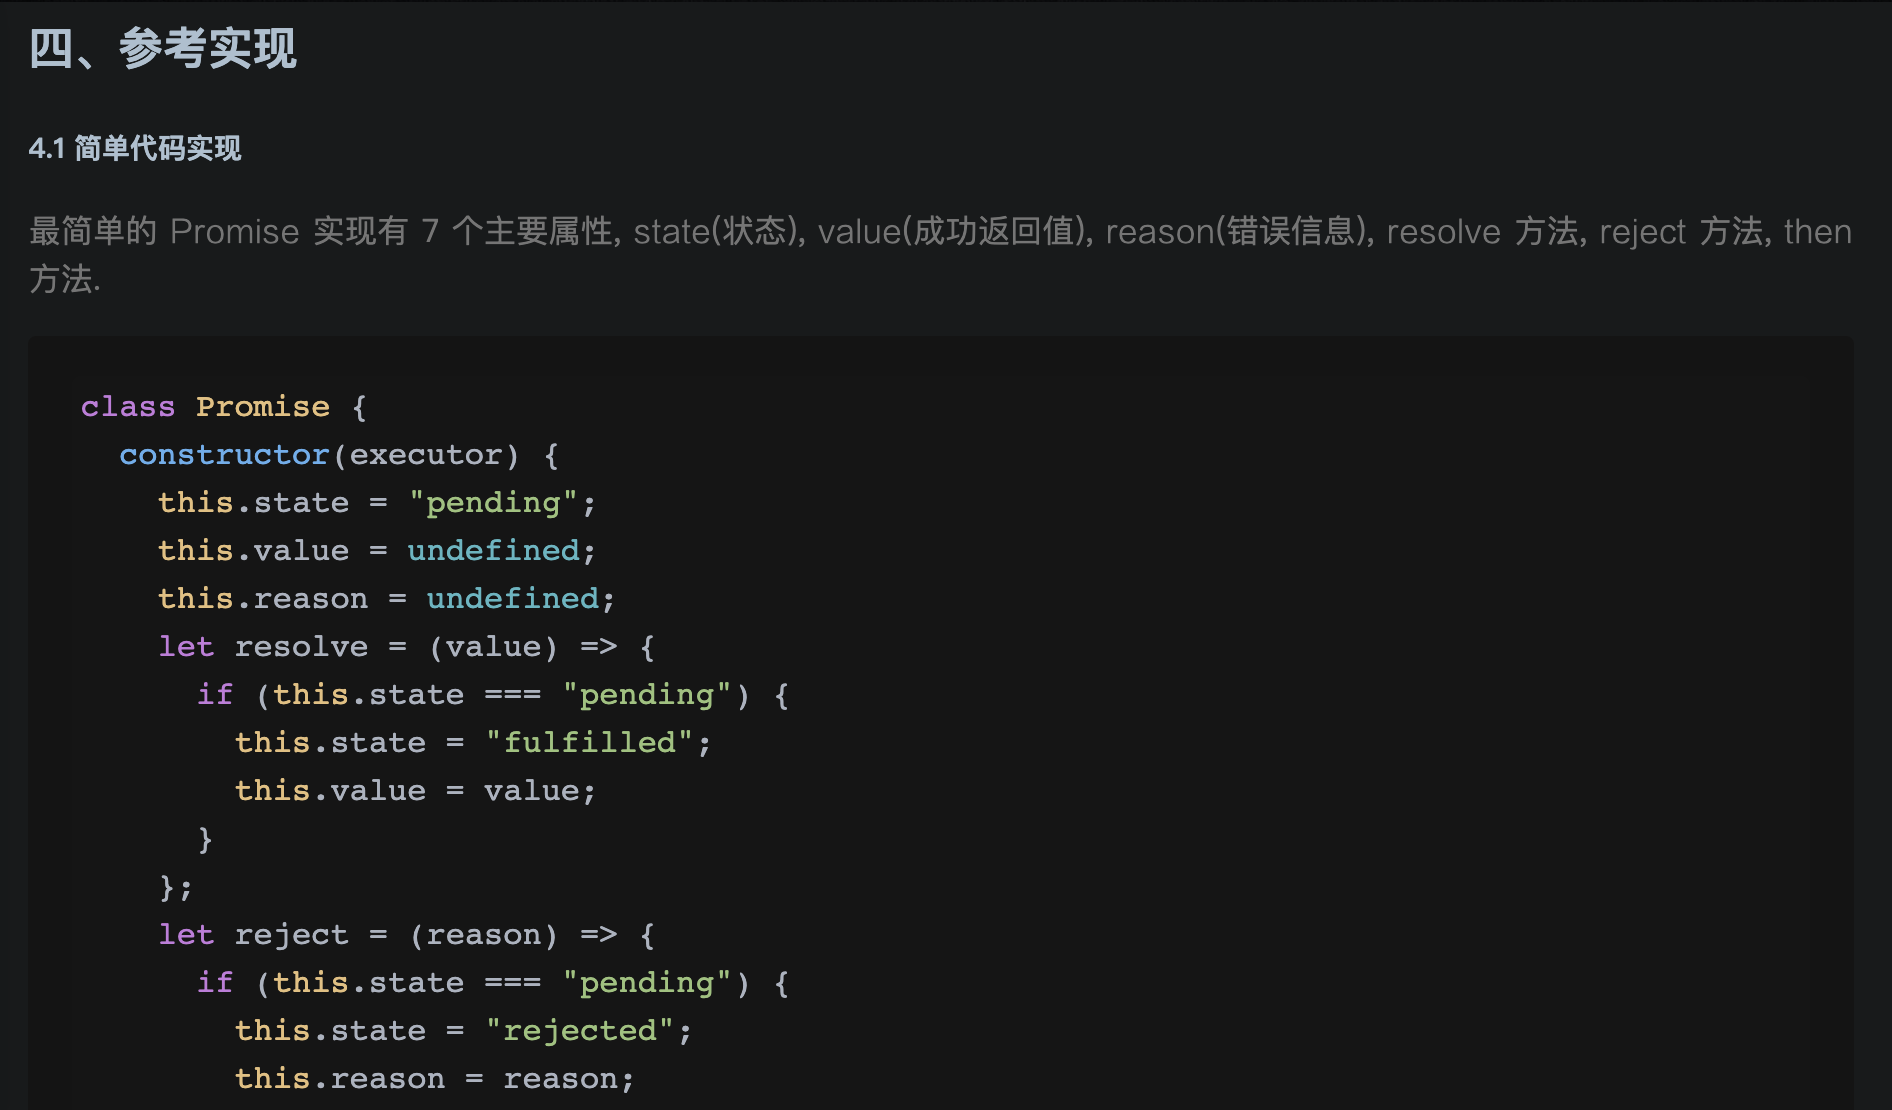 四、参考实现
4.1 简单代码实现
最简单的 Promise 实现有 7 个主要属性, state(状态), value(成功返回值), reason(错误信息), resolve 方法, reject 方法, then
方法.
class Promise {
  constructor(executor) {
    this.state = "pending";
    this.value = undefined;
    this.reason = undefined;
    let resolve = (value) => {
      if (this.state === "pending") {
        this.state = "fulfilled";
        this.value = value;
      }
    };
    let reject = (reason) => {
      if (this.state === "pending") {
        this.state = "rejected";
        this.reason = reason;